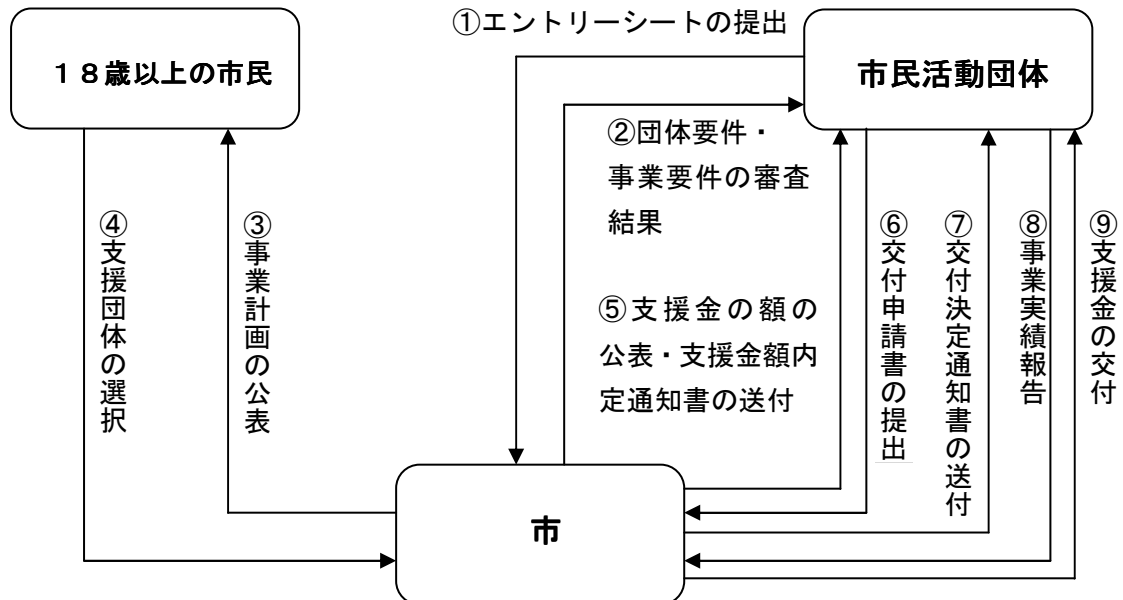 ①エントリーシートの提出
１８歳以上の市民
市民活動団体
②団体要件・
事業要件の審査
結果
④支援団体の選択
③事業計画の公表
⑤支援金の額の
公表・支援金額内
定通知書の送付
⑥交付申請書の提出
⑦交付決定通知書の送付
⑧事業実績報告
⑨支援金の交付
市